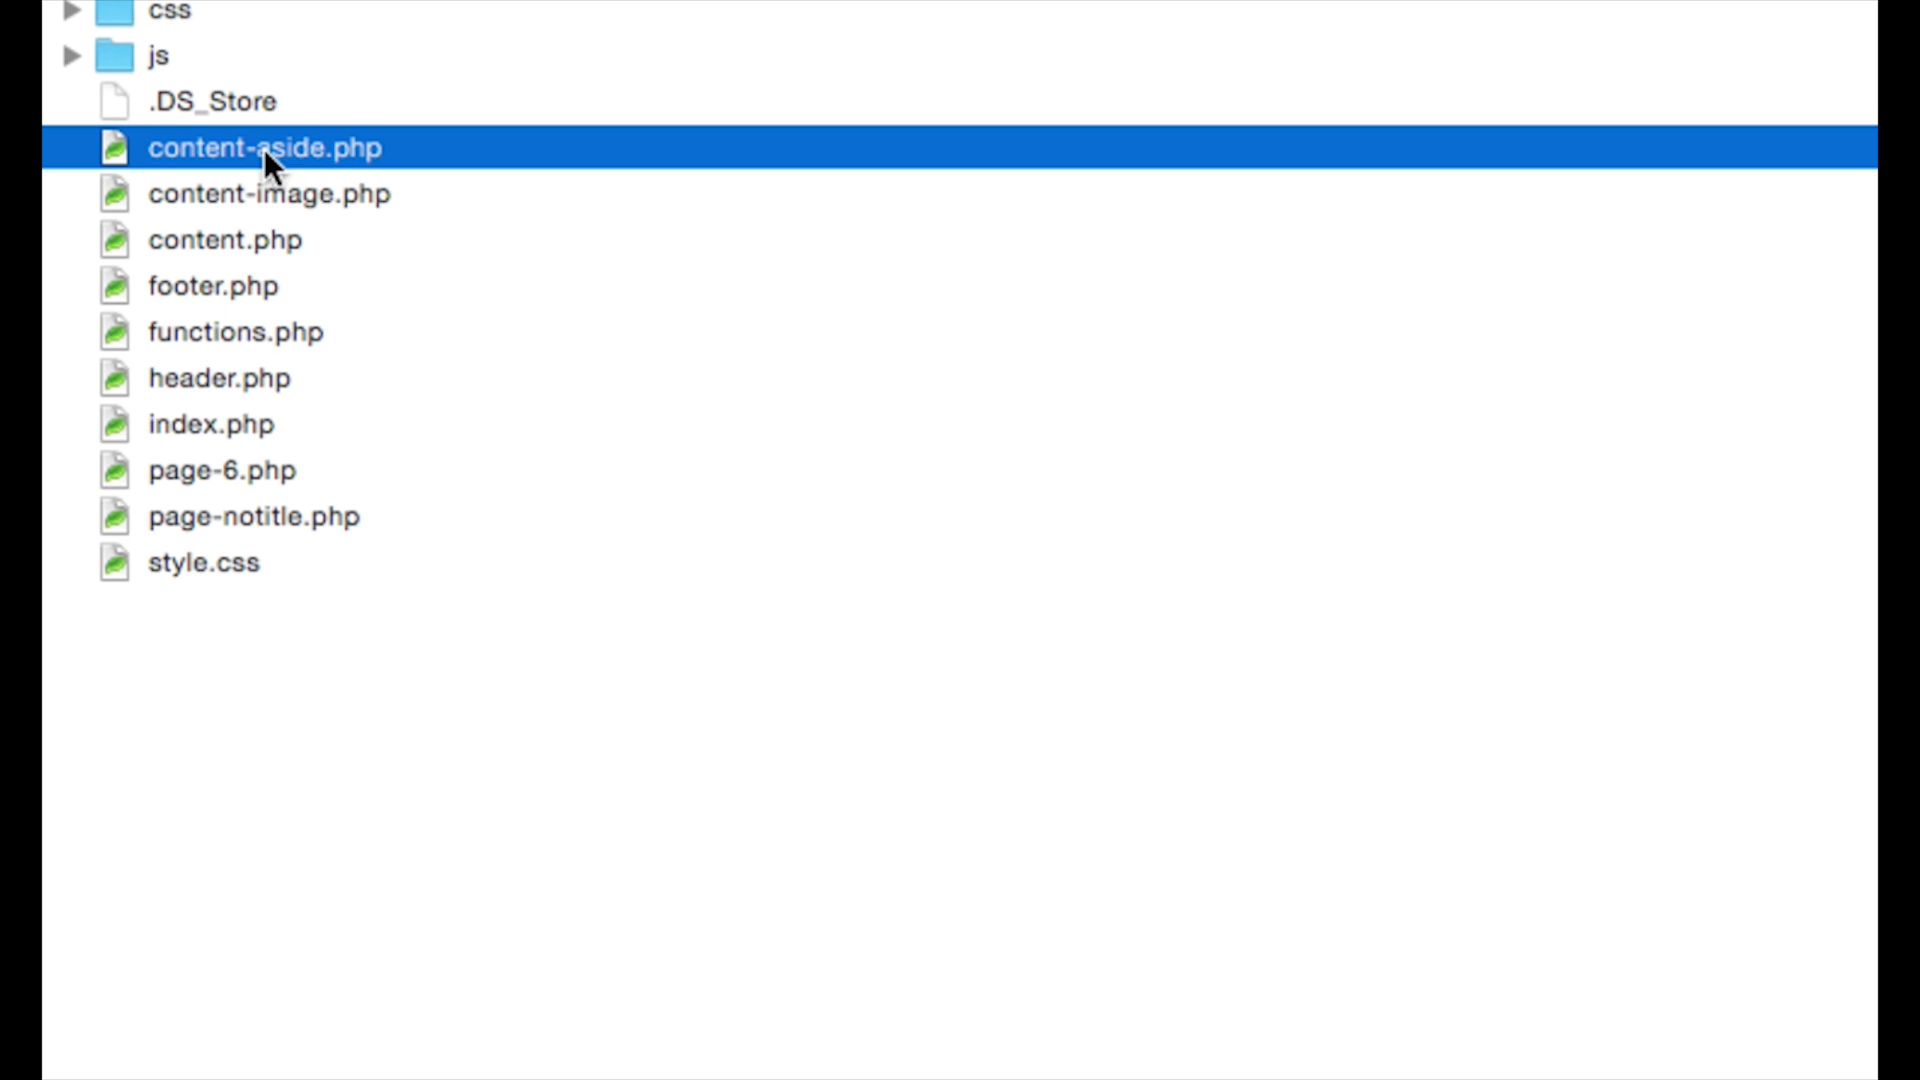 css
js
.DS_Store
content-aside.php
content-image.php
content.php
footer.php
functions.php
header.php
index.php
page-6.php
page-notitle.php
style.css